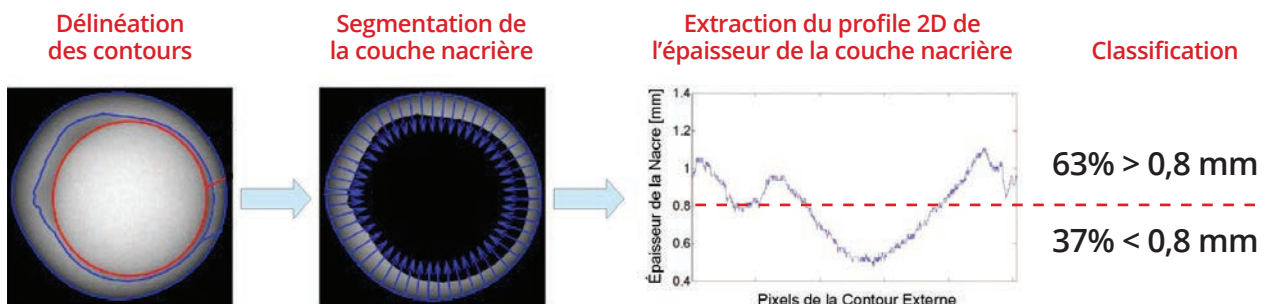 Délinéation
des contours
Segmentation de
la couche nacrière
Extraction du profile 2D de
l'épaisseur de la couche nacrière
Classification
Épaisseur de la Nacre [mm]
1.4
1.2
1
0.8
0.6
0.4
Pixels de la Contour Externe
63% > 0,8 mm
37% < 0,8 mm